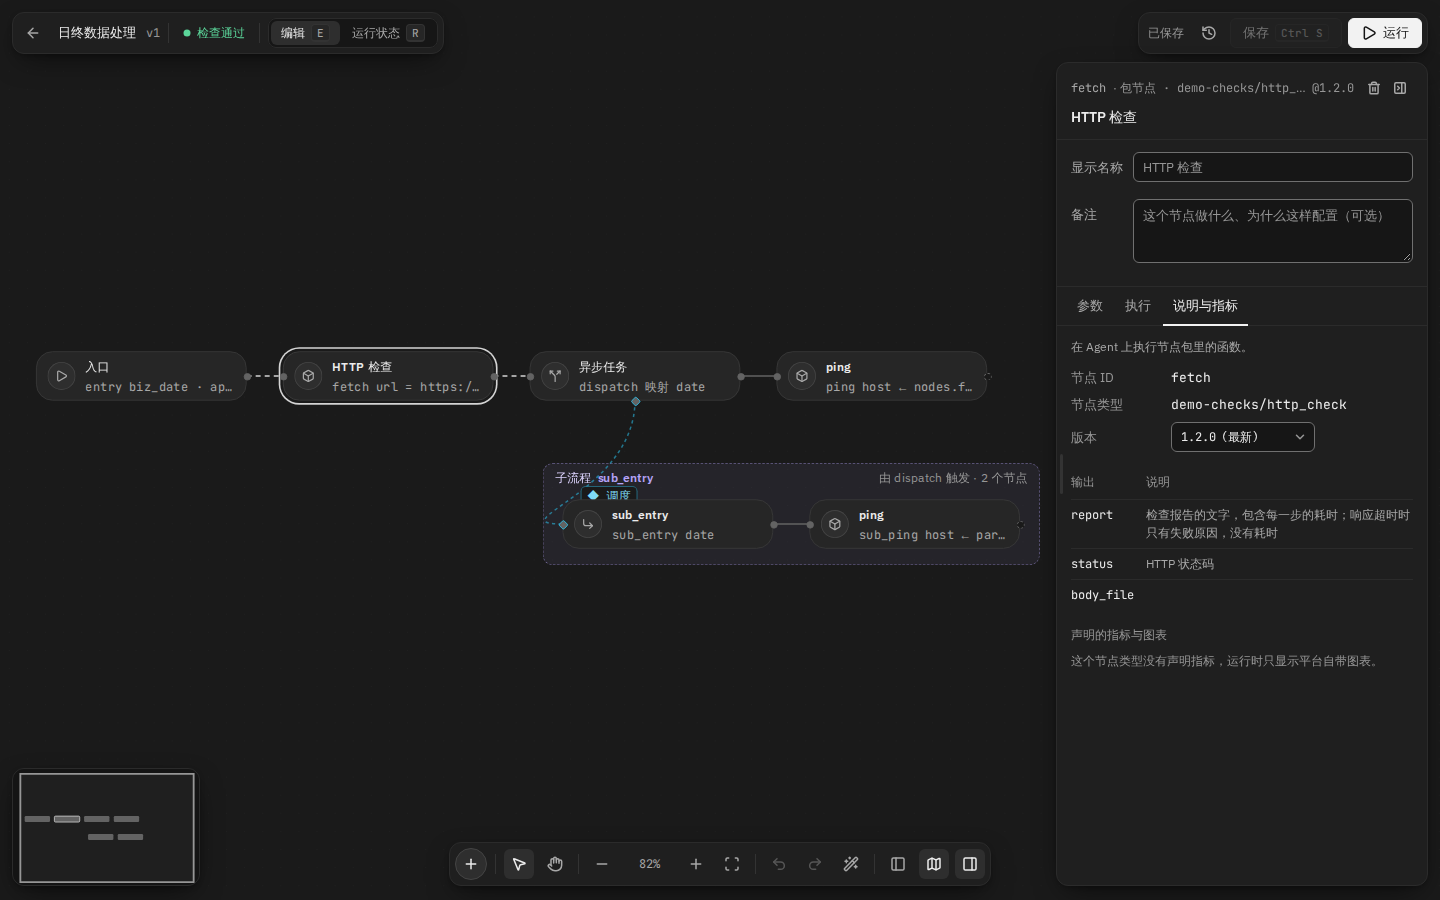 日终数据处理 v1 检查通过 编辑 E 运行状态 R
已保存 保存 Ctrl S 运行
fetch · 包节点 · demo-checks/http_… @1.2.0
HTTP 检查
显示名称 HTTP 检查
备注 这个节点做什么、为什么这样配置（可选）
参数 执行 说明与指标
在 Agent 上执行节点包里的函数。
节点 ID fetch
节点类型 demo-checks/http_check
版本 1.2.0（最新）
输出 说明
report 检查报告的文字，包含每一步的耗时；响应超时时
只有失败原因，没有耗时
status HTTP 状态码
body_file
声明的指标与图表
这个节点类型没有声明指标，运行时只显示平台自带图表。
入口
entry biz_date · ap…
HTTP 检查
fetch url = https:/…
异步任务
dispatch 映射 date
ping
ping host ← nodes.f…
子流程 sub_entry 由 dispatch 触发 · 2 个节点
调度
sub_entry
sub_entry date
ping
sub_ping host ← par…
82%